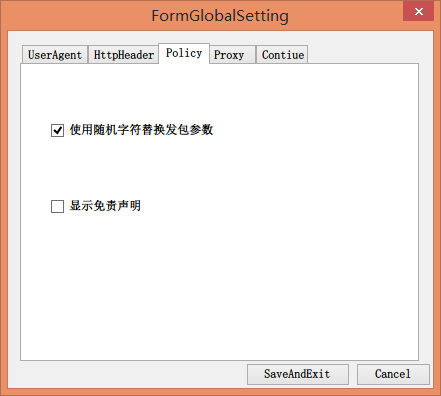 FormGlobalSetting
UserAgent HttpHeader Policy Proxy Contiue
使用随机字符替换发包参数
显示免责声明
SaveAndExit Cancel